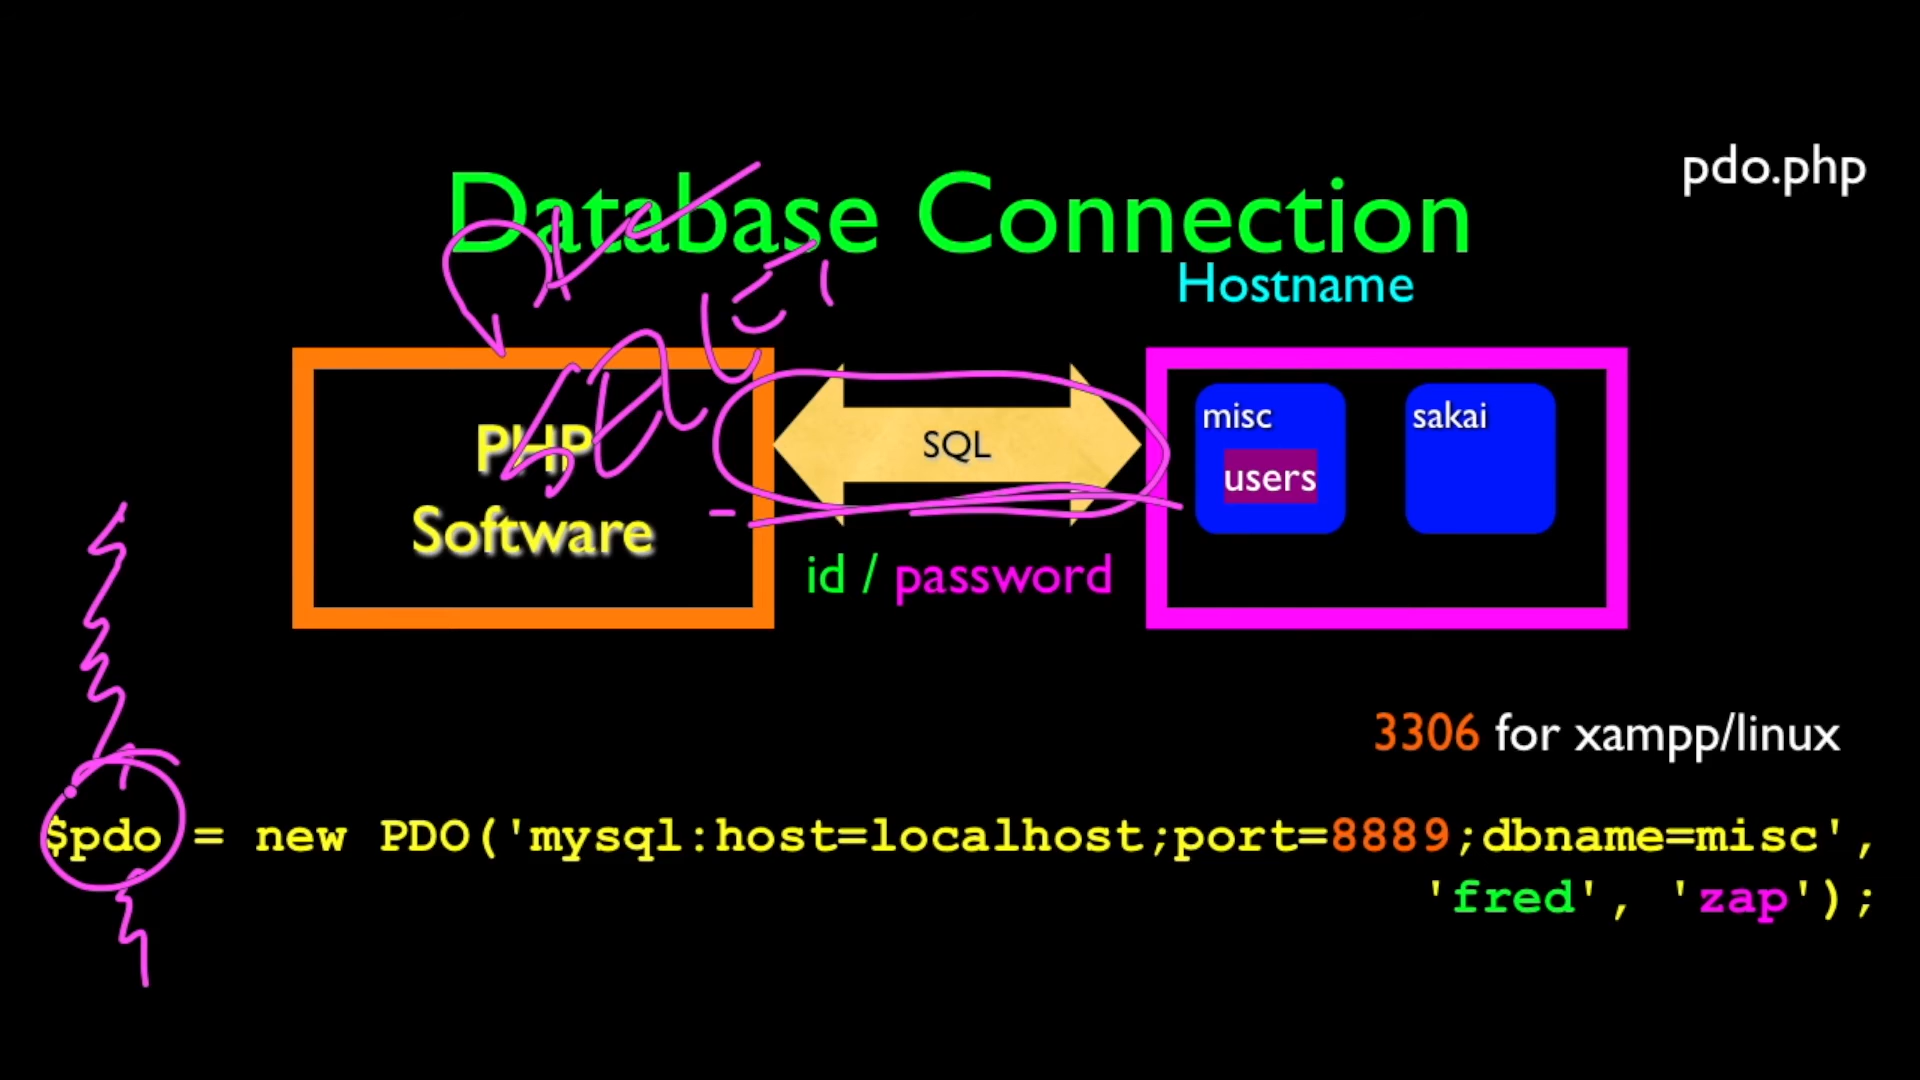 pdo.php
Database Connection
Hostname
PHP
Software
SQL
id / password
misc
users
sakai
3306 for xampp/linux
$pdo = new PDO('mysql:host=localhost;port=8889;dbname=misc',
'fred', 'zap');